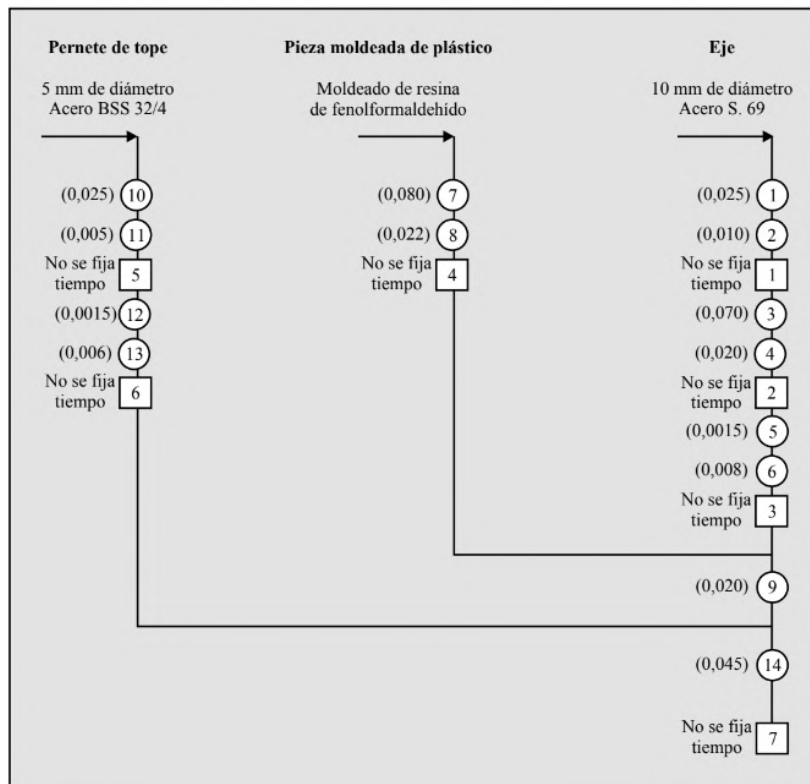 Pernete de tope
5 mm de diámetro
Acero BSS 32/4
(0,025) 10
(0,005) 11
No se fija
tiempo
5
(0,0015) 12
(0,006) 13
No se fija
tiempo
6
Pieza moldeada de plástico
Moldeado de resina
de fenolformaldehido
(0,080) 7
(0,022) 8
No se fija
tiempo
4
Eje
10 mm de diámetro
Acero S. 69
(0,025) 1
(0,010) 2
No se fija
tiempo
1
(0,070) 3
(0,020) 4
No se fija
tiempo
2
(0,0015) 5
(0,008) 6
No se fija
tiempo
3
(0,020) 9
(0,045) 14
No se fija
tiempo
7